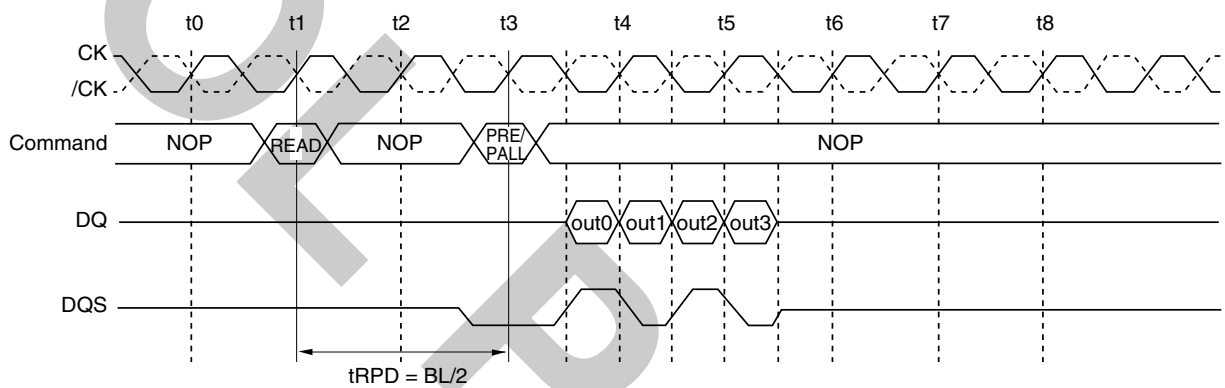 t0 t1 t2 t3 t4 t5 t6 t7 t8
CK
/CK
Command NOP READ NOP PRE/ PALL NOP
DQ out0 out1 out2 out3
DQS
tRPD = BL/2